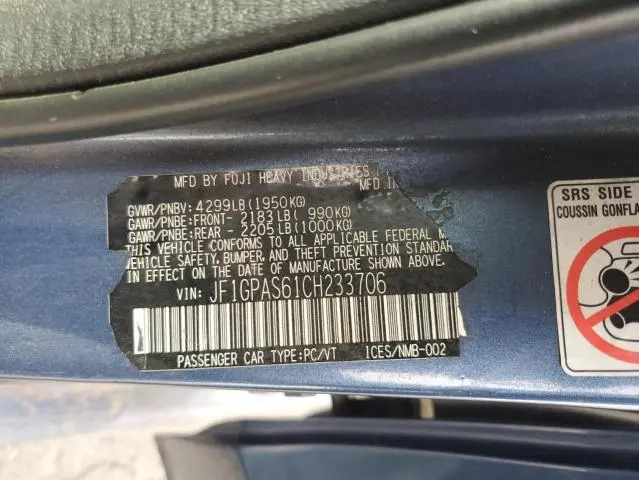 MFD BY FUJI HEAVY INDUSTRIES
MFD IN
GVWR/PNBV: 4299LB(1950KG)
GAWR/PNBE:FRONT- 2183LB( 990KG)
GAWR/PNBE:REAR - 2205LB(1000KG)
THIS VEHICLE CONFORMS TO ALL APPLICABLE FEDERAL M
SAFETY, BUMPER, AND THEFT PREVENTION STANDAR
IN EFFECT ON THE DATE OF MANUFACTURE SHOWN ABOVE.
VIN: JF1GPAS61CH233706
PASSENGER CAR TYPE:PC/VT ICES/NMB-002
SRS SIDE
COUSSIN GONFLA